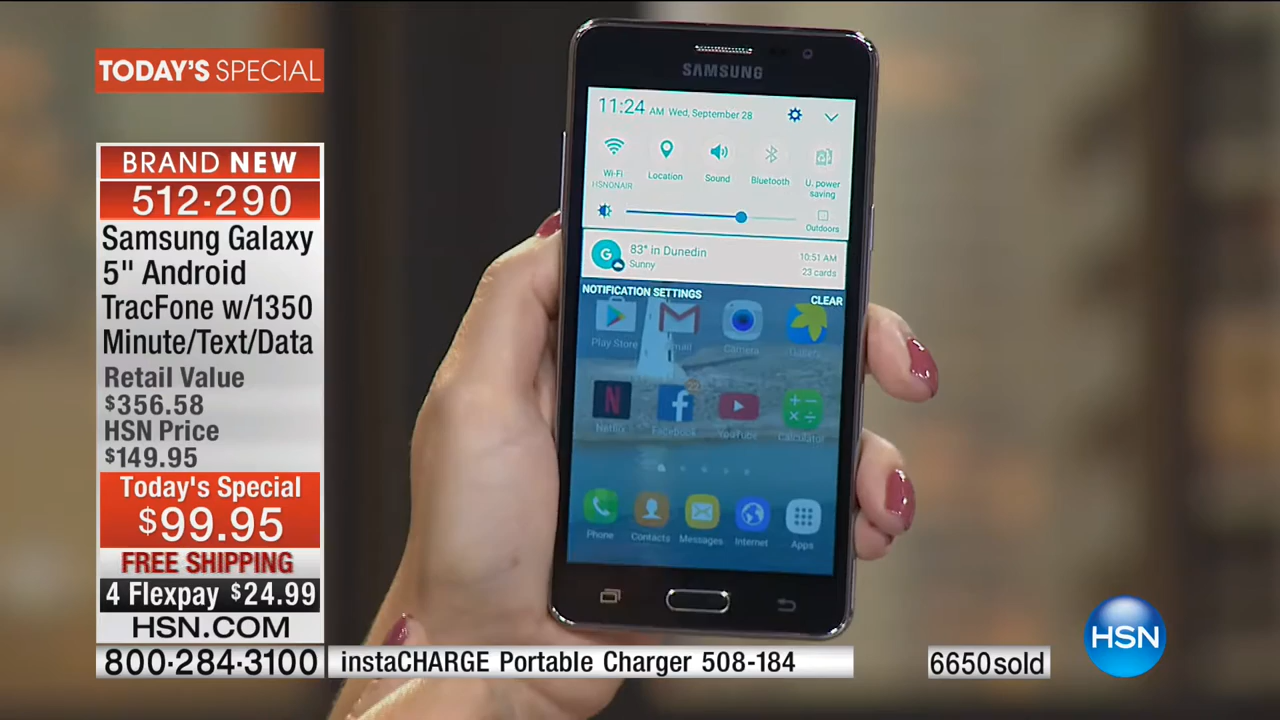 TODAY'S SPECIAL
BRAND NEW
512·290
Samsung Galaxy
5" Android
TracFone w/1350
Minute/Text/Data
Retail Value
$356.58
HSN Price
$149.95
Today's Special
$99.95
FREE SHIPPING
4 Flexpay $24.99
HSN.COM
800·284·3100
instaCHARGE Portable Charger 508-184
6650sold
HSN
SAMSUNG
11:24 AM Wed, September 28
Wi-Fi
HSNONAIR
Location
Sound
Bluetooth
U. power
saving
Outdoors
G
83° in Dunedin
Sunny
10:51 AM
23 cards
NOTIFICATION SETTINGS
CLEAR
Play Store
Gmail
Camera
Gallery
N
f
Netflix
Facebook
YouTube
Calculator
Phone
Contacts
Messages
Internet
Apps